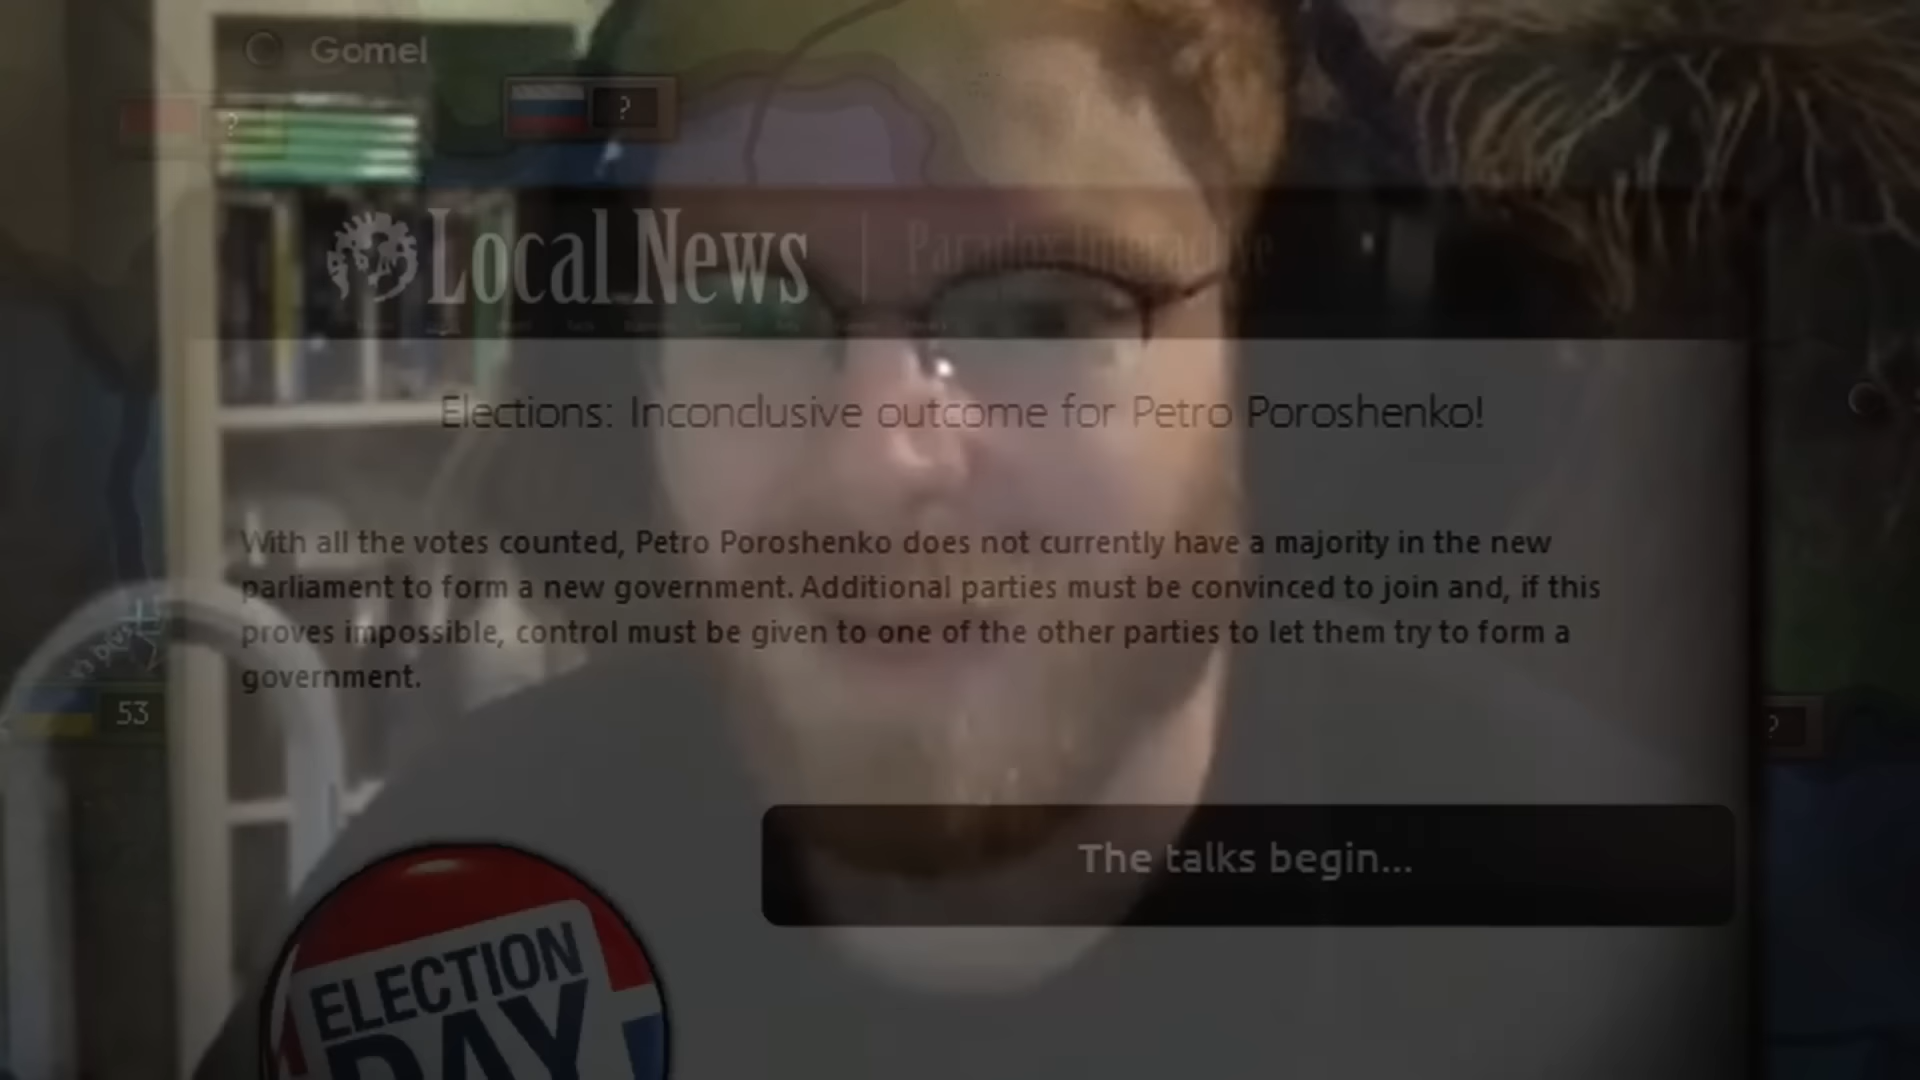 Gomel
?
?
Local News
Paradox Interactive
Elections: Inconclusive outcome for Petro Poroshenko!
With all the votes counted, Petro Poroshenko does not currently have a majority in the new
parliament to form a new government. Additional parties must be convinced to join and, if this
proves impossible, control must be given to one of the other parties to let them try to form a
government.
53
?
The talks begin...
ELECTION
DAY